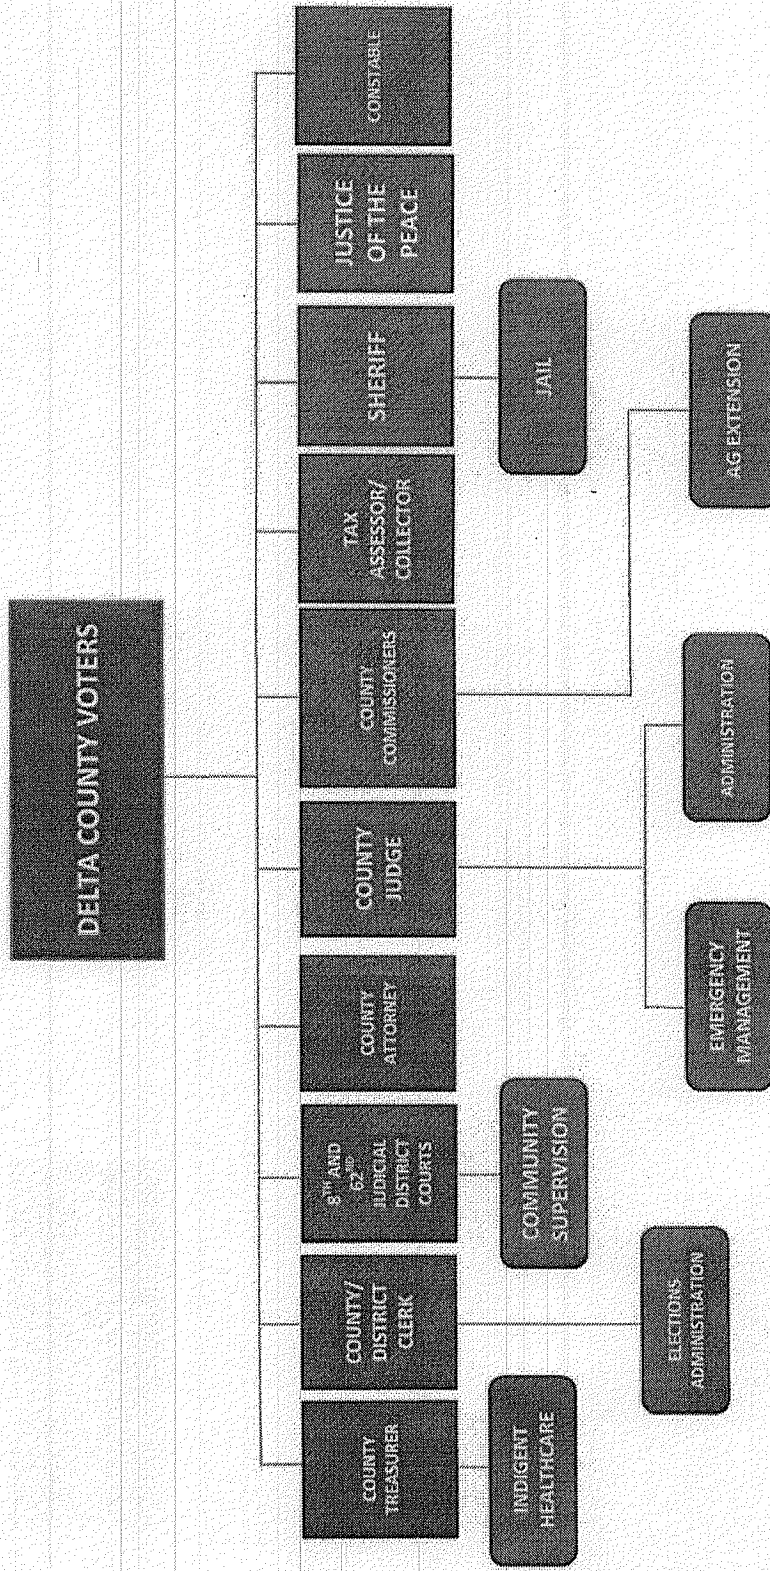 DELTA COUNTY VOTERS
COUNTY
TREASURER
COUNTY/
DISTRICT
CLERK
8TH AND
62ND
JUDICIAL
DISTRICT
COURTS
COUNTY
ATTORNEY
COUNTY
JUDGE
COUNTY
COMMISSIONERS
TAX
ASSESSOR/
COLLECTOR
SHERIFF
JUSTICE
OF THE
PEACE
CONSTABLE
INDIGENT
HEALTHCARE
COMMUNITY
SUPERVISION
JAIL
ELECTIONS
ADMINISTRATION
EMERGENCY
MANAGEMENT
ADMINISTRATION
AG EXTENSION